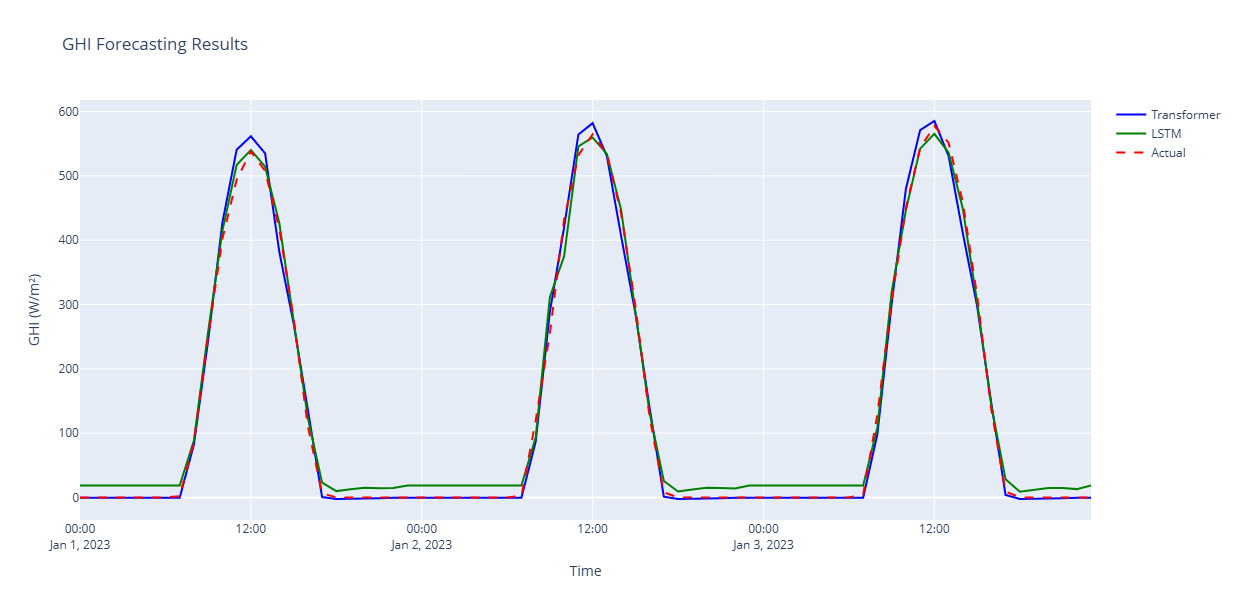 GHI Forecasting Results
GHI (W/m²)
600
500
400
300
200
100
0
00:00
Jan 1, 2023
12:00
00:00
Jan 2, 2023
12:00
00:00
Jan 3, 2023
12:00
Time
Transformer
LSTM
Actual